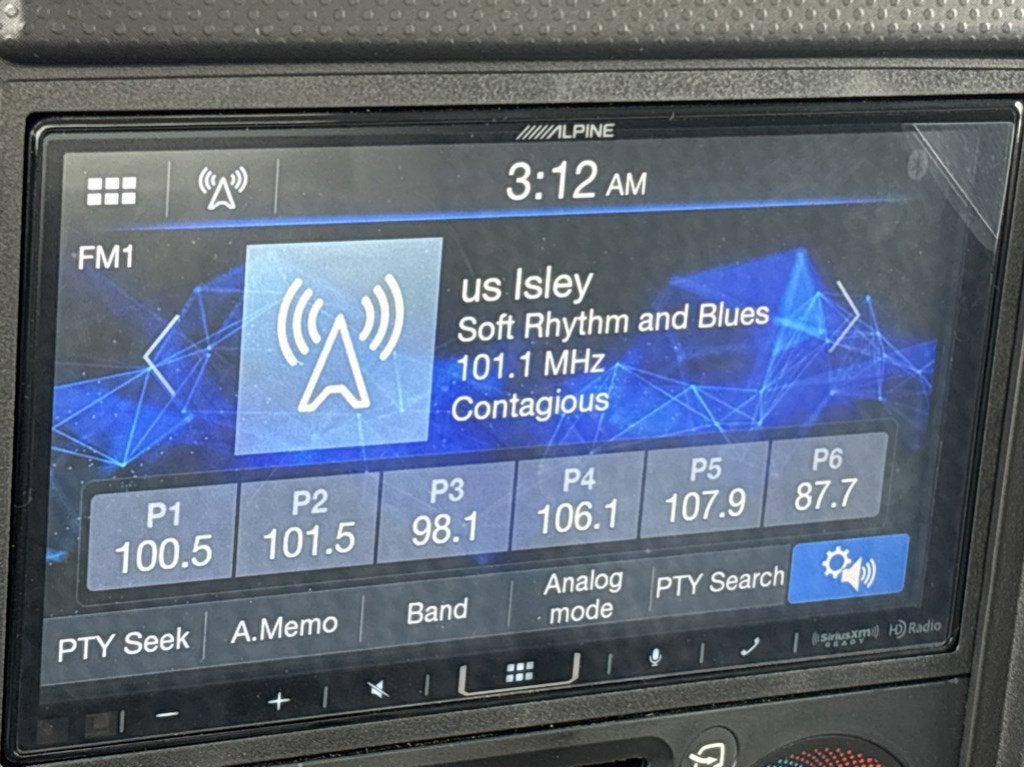 ALPINE
3:12 AM
FM1
us Isley
Soft Rhythm and Blues
101.1 MHz
Contagious
P1 P2 P3 P4 P5 P6
100.5 101.5 98.1 106.1 107.9 87.7
PTY Seek A.Memo Band Analog mode PTY Search
− +
SiriusXM READY HD Radio